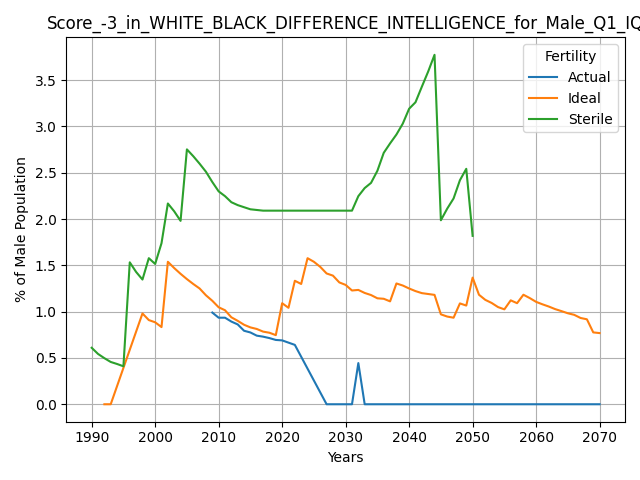 Score_-3_in_WHITE_BLACK_DIFFERENCE_INTELLIGENCE_for_Male_Q1_IQ
Fertility
Actual
Ideal
Sterile
% of Male Population
3.5
3.0
2.5
2.0
1.5
1.0
0.5
0.0
1990 2000 2010 2020 2030 2040 2050 2060 2070
Years